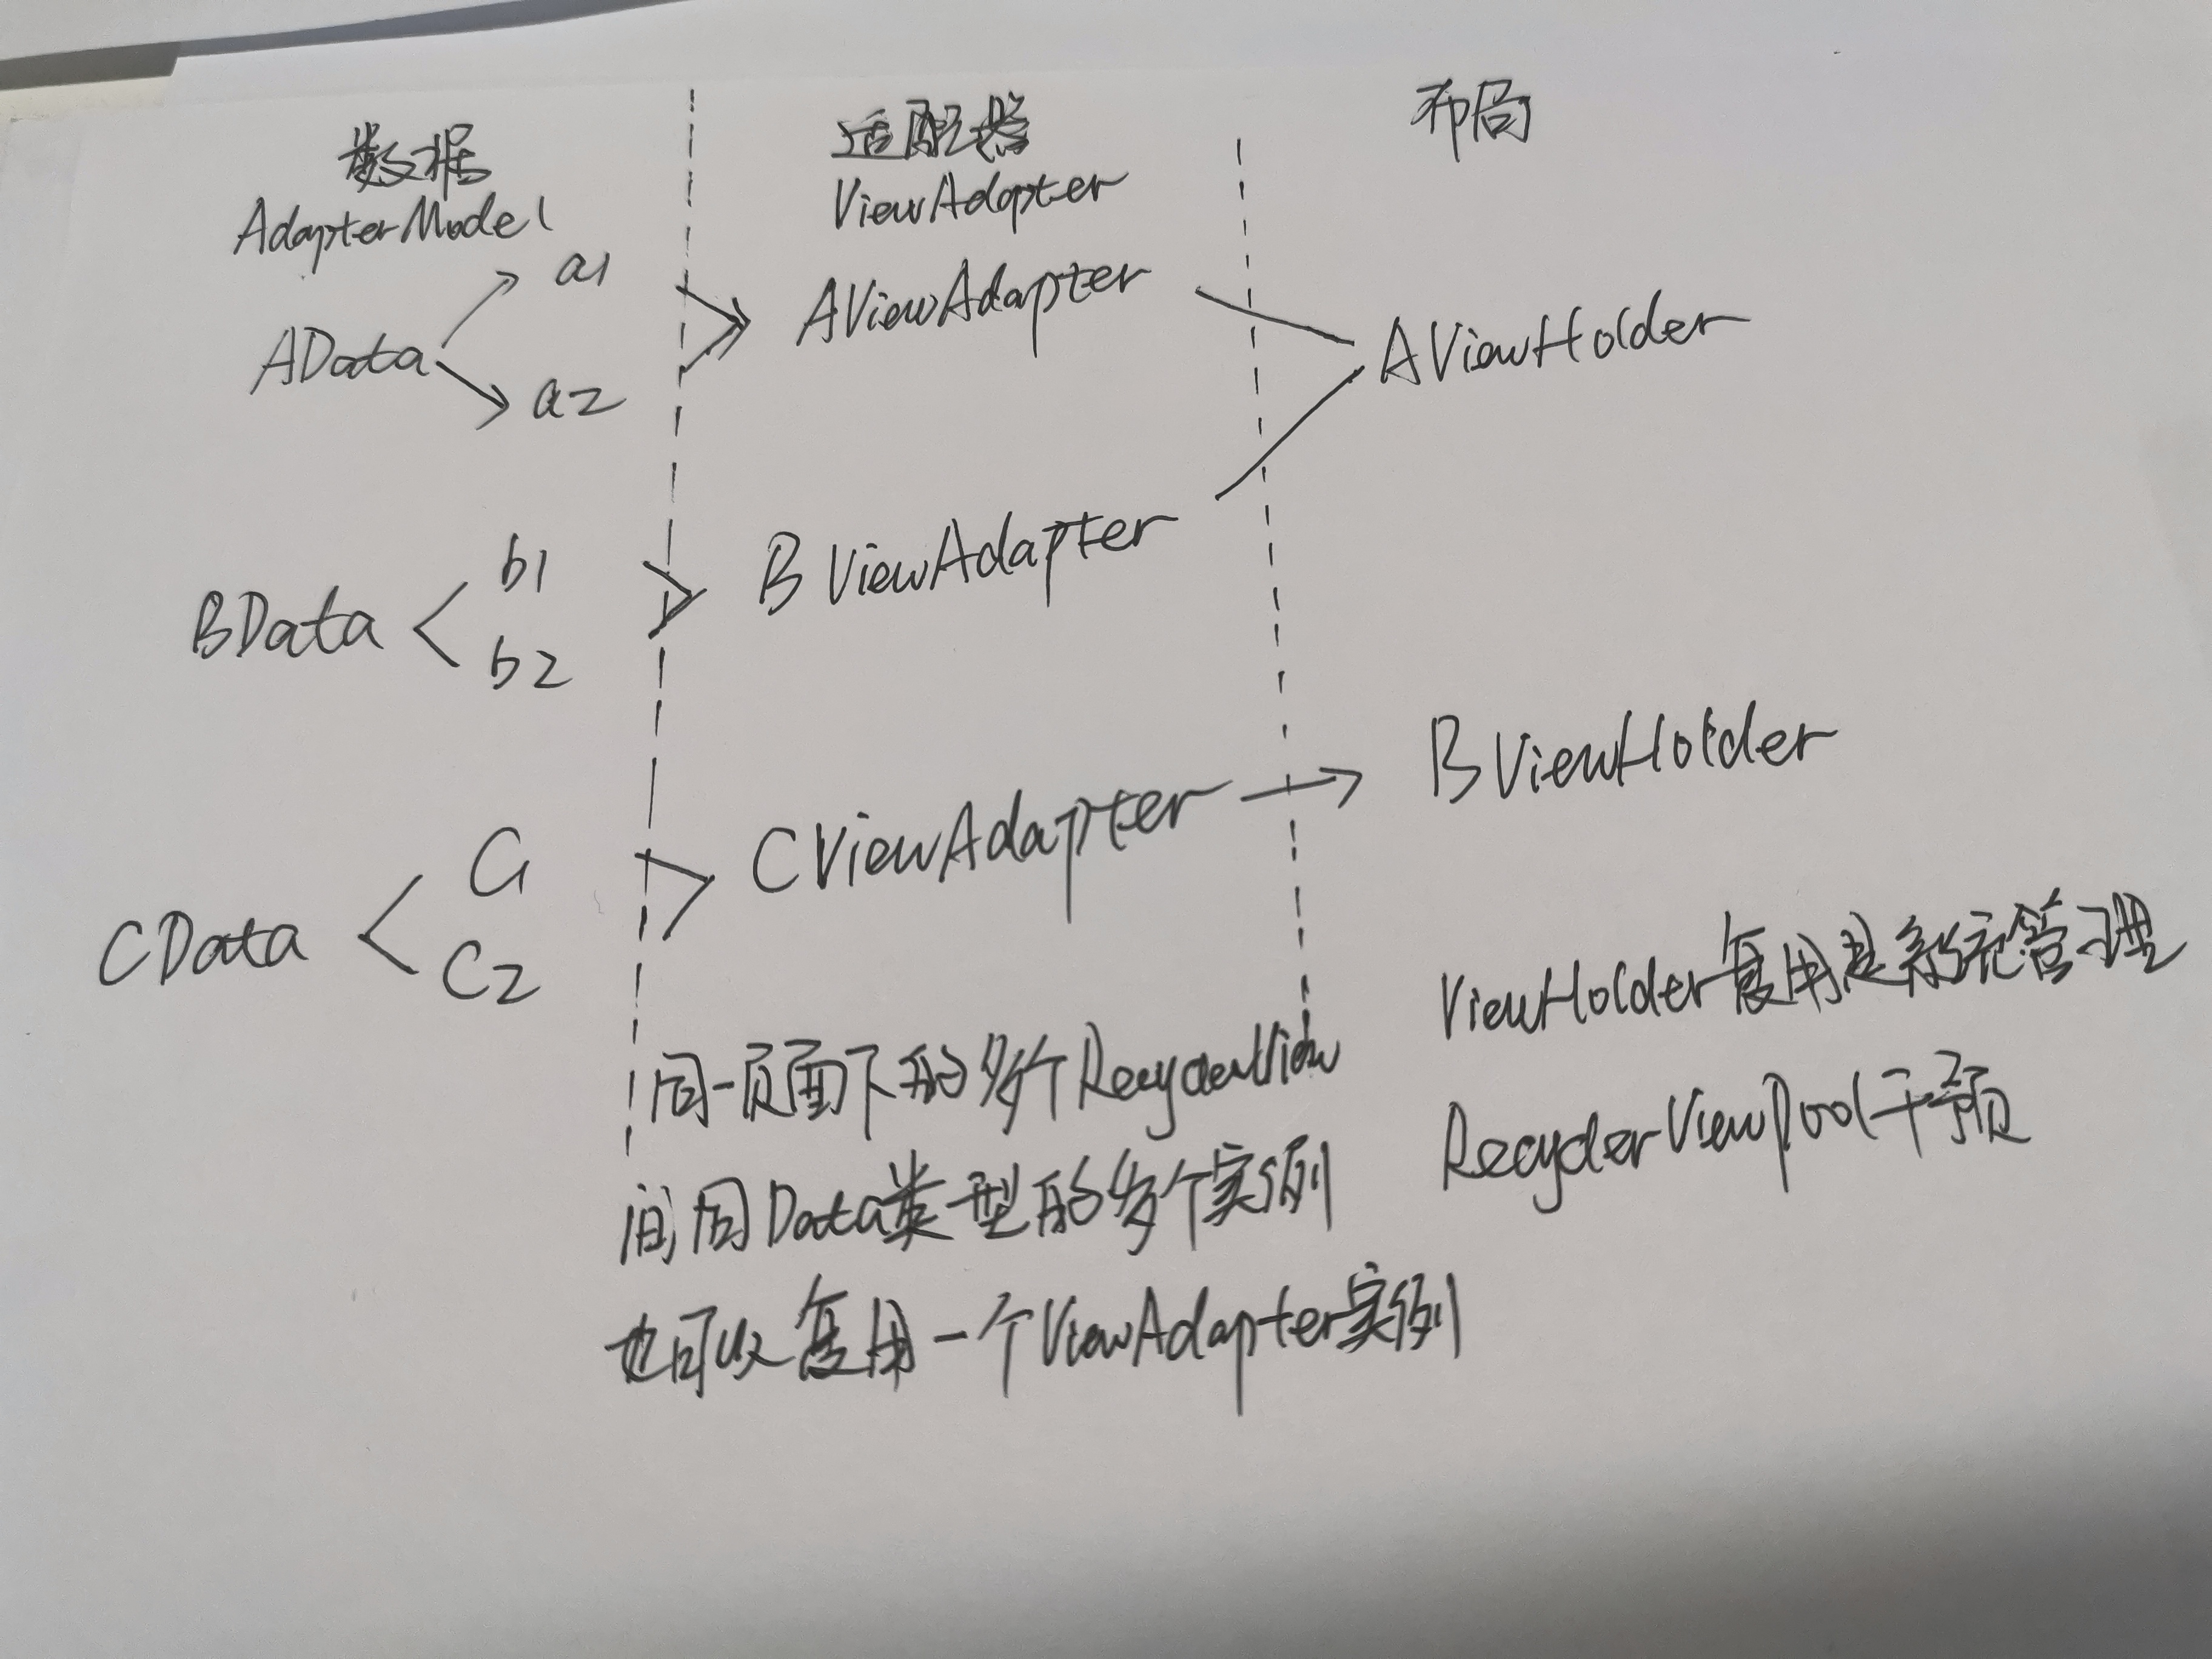 数据
AdapterModel
AData
a1
a2
BData
b1
b2
CData
C1
C2
适配器
ViewAdapter
AViewAdapter
BViewAdapter
CViewAdapter
同一页面下的多个RecyclerView
间同Data类型的多个实例
也可以复用一个ViewAdapter实例
布局
AViewHolder
BViewHolder
ViewHolder复用是系统管理
RecyclerViewPool干预